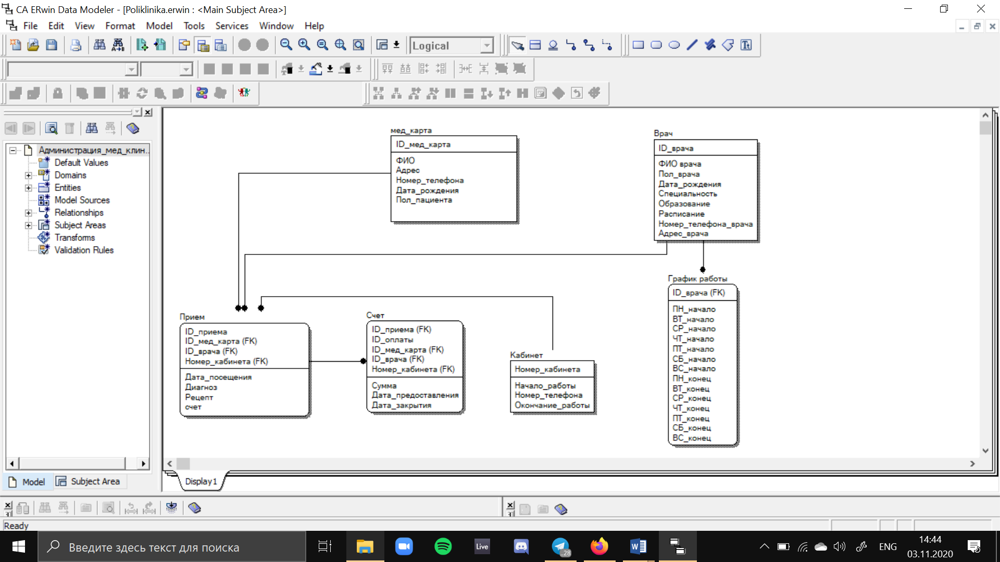 CA ERwin Data Modeler - [Poliklinika.erwin : <Main Subject Area>]
File Edit View Format Model Tools Services Window Help
A→B
Logical
Tt
Администрация_мед_клин..
Default Values
Domains
Entities
Model Sources
Relationships
Subject Areas
Transforms
Validation Rules
Model
Subject Area
мед_карта
ID_мед_карта
ФИО
Адрес
Номер_телефона
Дата_рождения
Пол_пациента
Врач
ID_врача
ФИО врача
Пол_врача
Дата_рождения
Специальность
Образование
Расписание
Номер_телефона_врача
Адрес_врача
График работы
ID_врача (FK)
ПН_начало
ВТ_начало
СР_начало
ЧТ_начало
ПТ_начало
СБ_начало
ВС_начало
ПН_конец
ВТ_конец
СР_конец
ЧТ_конец
ПТ_конец
СБ_конец
ВС_конец
Прием
ID_приема
ID_мед_карта (FK)
ID_врача (FK)
Номер_кабинета (FK)
Дата_посещения
Диагноз
Рецепт
счет
Счет
ID_приема (FK)
ID_оплаты
ID_мед_карта (FK)
ID_врача (FK)
Номер_кабинета (FK)
Сумма
Дата_предоставления
Дата_закрытия
Кабинет
Номер_кабинета
Начало_работы
Номер_телефона
Окончание_работы
Display1
Ready
Введите здесь текст для поиска
Live
..28
ENG
14:44
03.11.2020